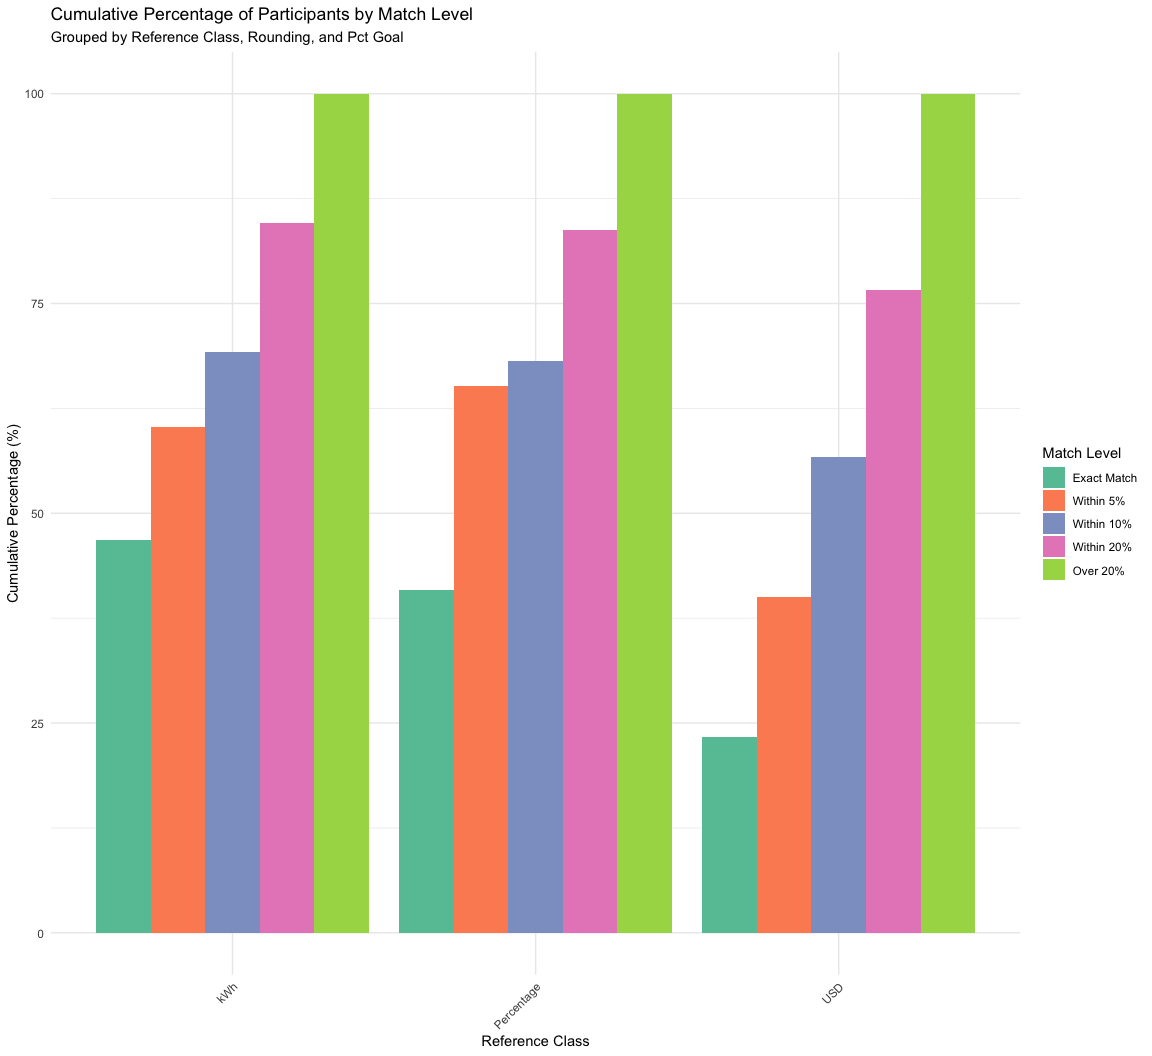 Cumulative Percentage of Participants by Match Level
Grouped by Reference Class, Rounding, and Pct Goal
Cumulative Percentage (%)
100
75
50
25
0
kWh
Percentage
USD
Reference Class
Match Level
Exact Match
Within 5%
Within 10%
Within 20%
Over 20%